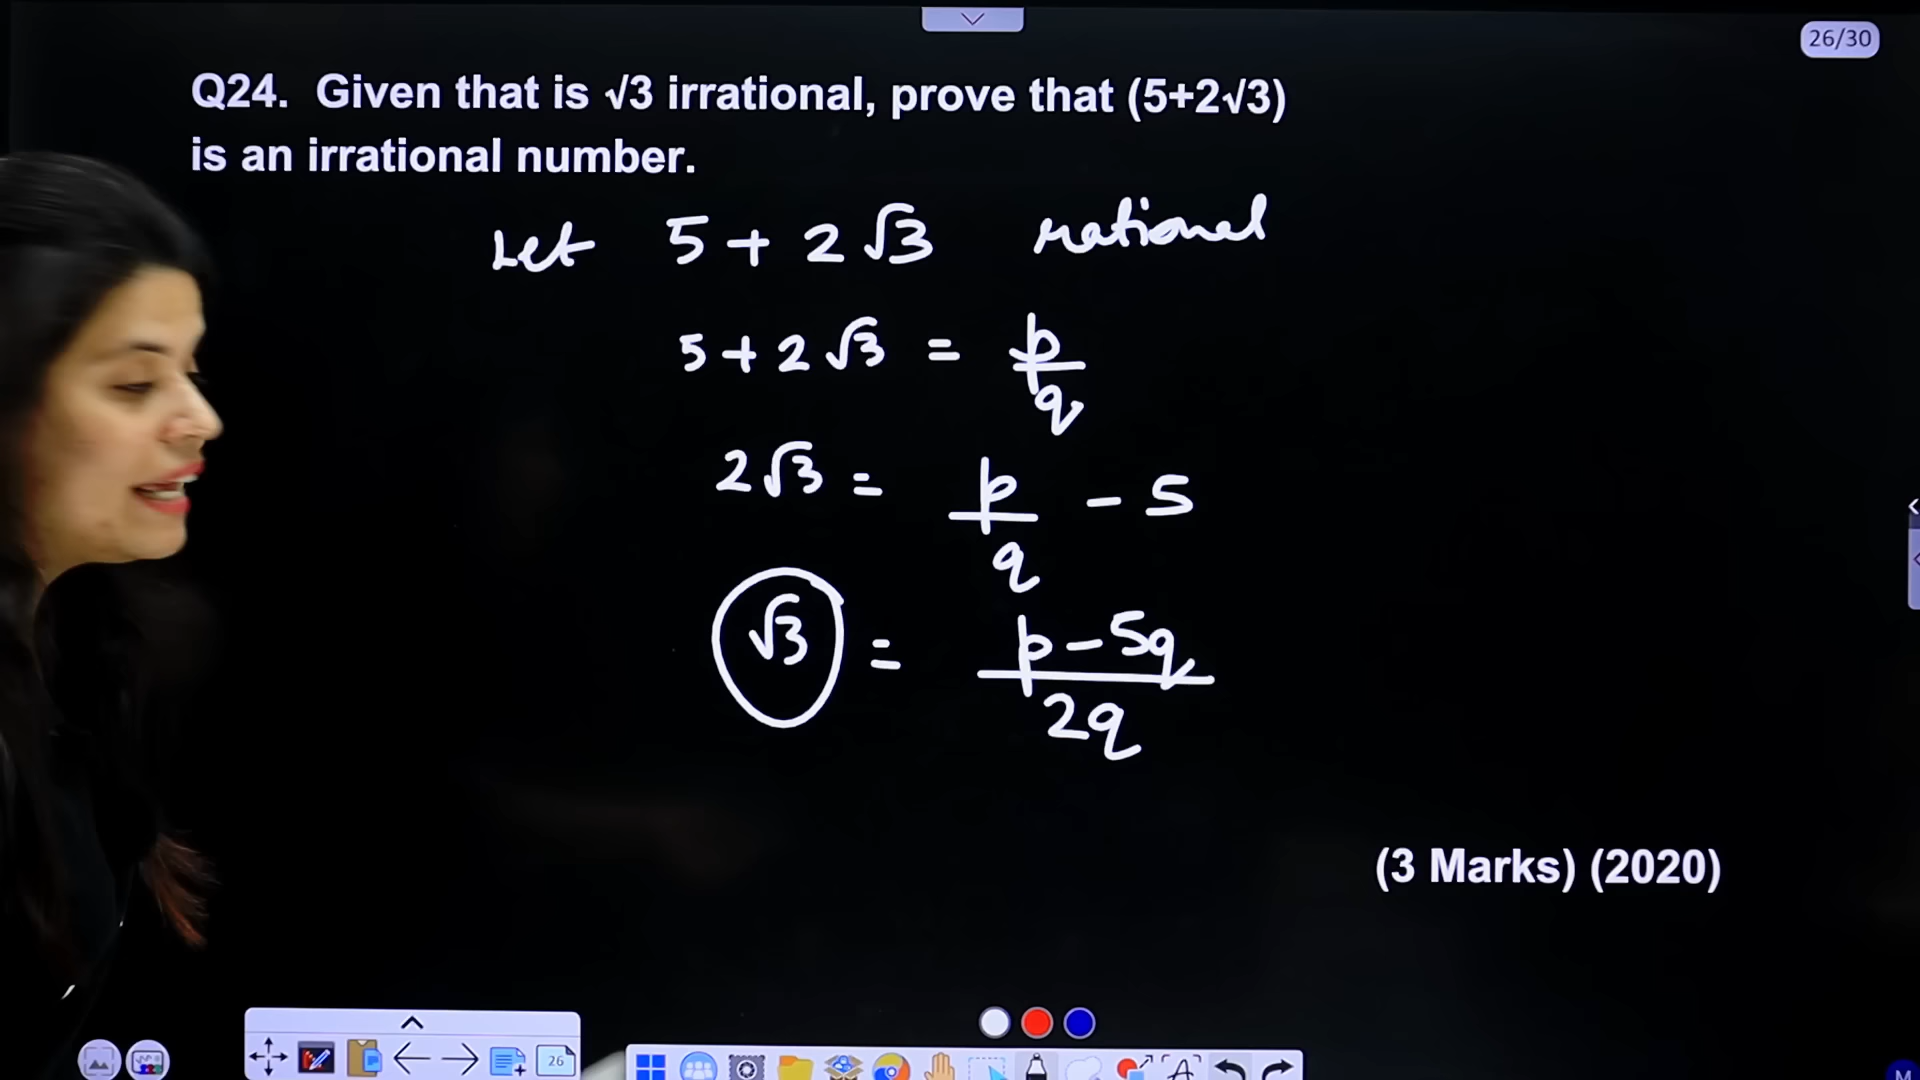 26/30
Q24. Given that is √3 irrational, prove that (5+2√3)
is an irrational number.
Let 5 + 2√3 rational
5 + 2√3 = p/q
2√3 = p/q - 5
√3 = p-5q/2q
(3 Marks) (2020)
26
A
M